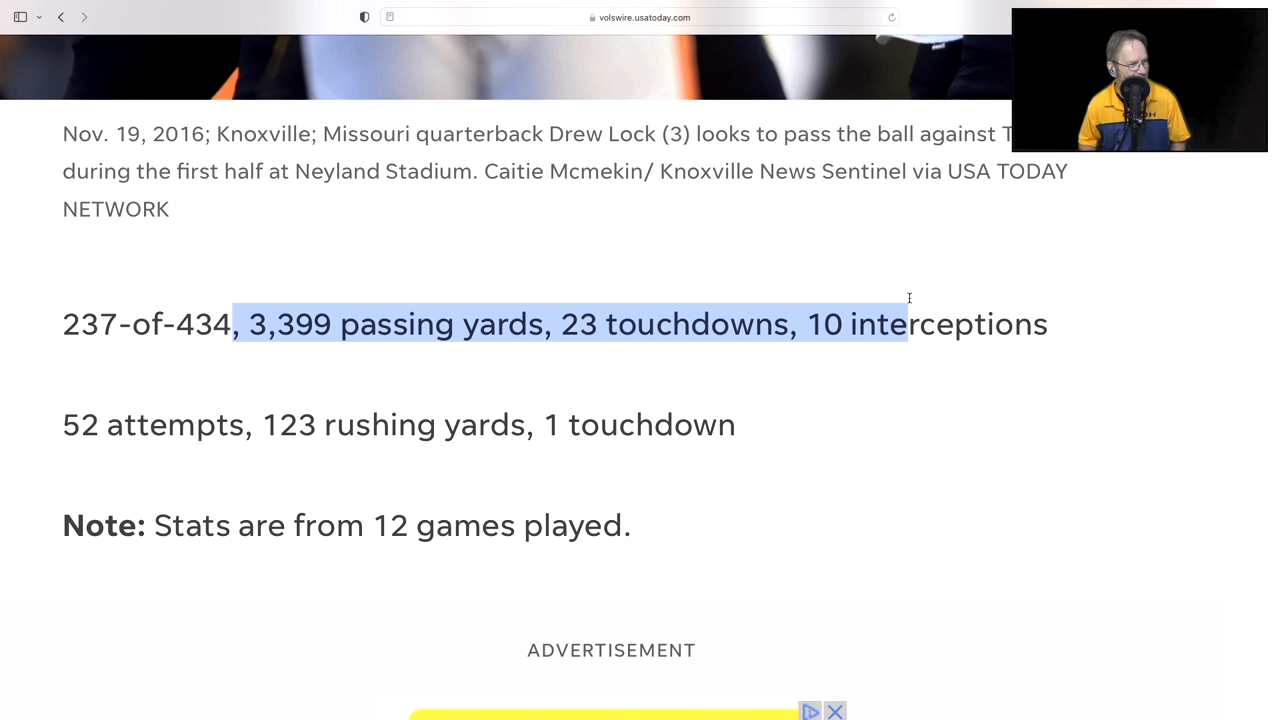 volswire.usatoday.com
Nov. 19, 2016; Knoxville; Missouri quarterback Drew Lock (3) looks to pass the ball against
during the first half at Neyland Stadium. Caitie Mcmekin/ Knoxville News Sentinel via USA TODAY
NETWORK
237-of-434, 3,399 passing yards, 23 touchdowns, 10 interceptions
52 attempts, 123 rushing yards, 1 touchdown
Note: Stats are from 12 games played.
ADVERTISEMENT